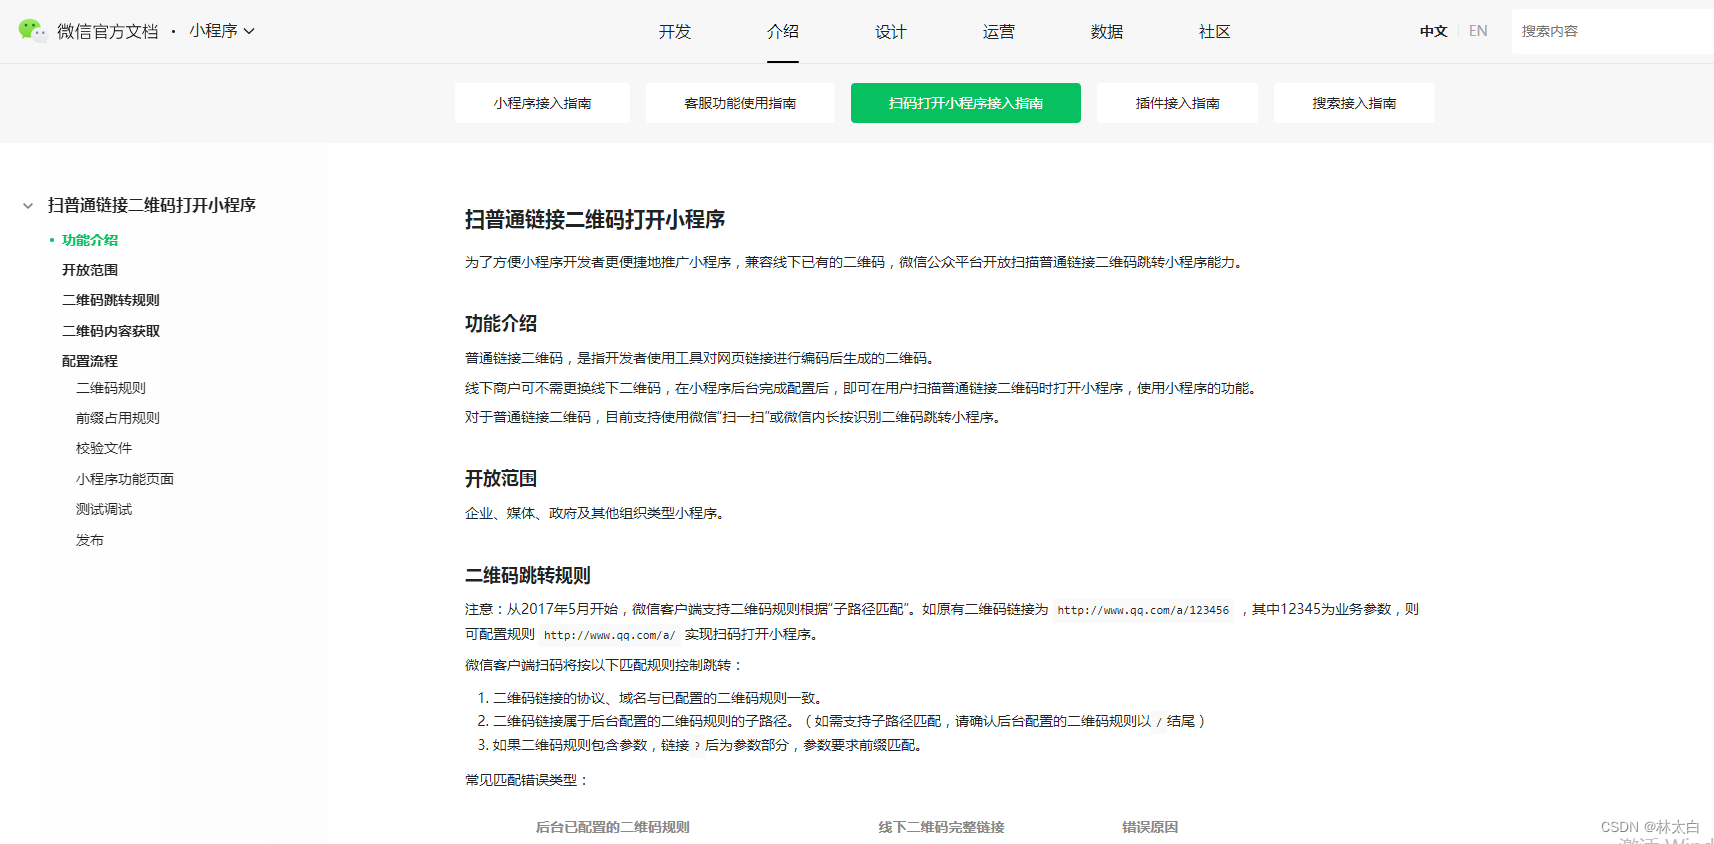 微信官方文档 · 小程序
开发 介绍 设计 运营 数据 社区
中文 EN 搜索内容
小程序接入指南 客服功能使用指南 扫码打开小程序接入指南 插件接入指南 搜索接入指南
扫普通链接二维码打开小程序
功能介绍
开放范围
二维码跳转规则
二维码内容获取
配置流程
二维码规则
前缀占用规则
校验文件
小程序功能页面
测试调试
发布
扫普通链接二维码打开小程序
为了方便小程序开发者更便捷地推广小程序，兼容线下已有的二维码，微信公众平台开放扫描普通链接二维码跳转小程序能力。
功能介绍
普通链接二维码，是指开发者使用工具对网页链接进行编码后生成的二维码。
线下商户可不需更换线下二维码，在小程序后台完成配置后，即可在用户扫描普通链接二维码时打开小程序，使用小程序的功能。
对于普通链接二维码，目前支持使用微信“扫一扫”或微信内长按识别二维码跳转小程序。
开放范围
企业、媒体、政府及其他组织类型小程序。
二维码跳转规则
注意：从2017年5月开始，微信客户端支持二维码规则根据“子路径匹配”。如原有二维码链接为 http://www.qq.com/a/123456 ，其中12345为业务参数，则
可配置规则 http://www.qq.com/a/ 实现扫码打开小程序。
微信客户端扫码将按以下匹配规则控制跳转：
1. 二维码链接的协议、域名与已配置的二维码规则一致。
2. 二维码链接属于后台配置的二维码规则的子路径。（如需支持子路径匹配，请确认后台配置的二维码规则以 / 结尾）
3. 如果二维码规则包含参数，链接 ? 后为参数部分，参数要求前缀匹配。
常见匹配错误类型：
后台已配置的二维码规则 线下二维码完整链接 错误原因
CSDN @林太白